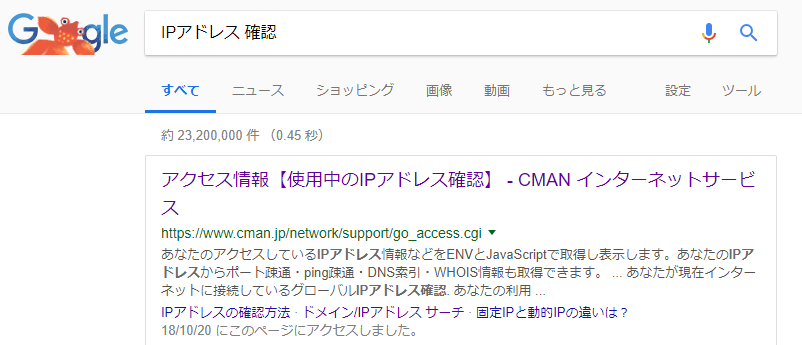 Google
IPアドレス 確認
すべて ニュース ショッピング 画像 動画 もっと見る 設定 ツール
約 23,200,000 件 （0.45 秒）
アクセス情報【使用中のIPアドレス確認】 - CMAN インターネットサービ
ス
https://www.cman.jp/network/support/go_access.cgi
あなたのアクセスしているIPアドレス情報などをENVとJavaScriptで取得し表示します。あなたのIPア
ドレスからポート疎通・ping疎通・DNS索引・WHOIS情報も取得できます。 ... あなたが現在インター
ネットに接続しているグローバルIPアドレス確認. あなたの利用 ...
IPアドレスの確認方法 · ドメイン/IPアドレス サーチ · 固定IPと動的IPの違いは？
18/10/20 にこのページにアクセスしました。